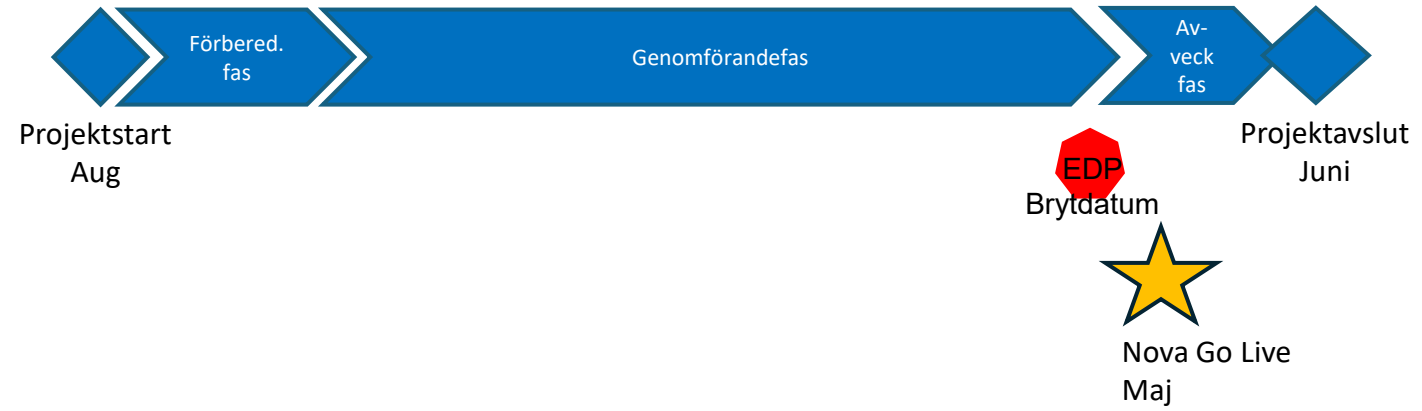 Förbered.
fas
Genomförandefas
Av-
veck
fas
Projektstart
Aug
Projektavslut
Juni
EDP
Brytdatum
Nova Go Live
Maj